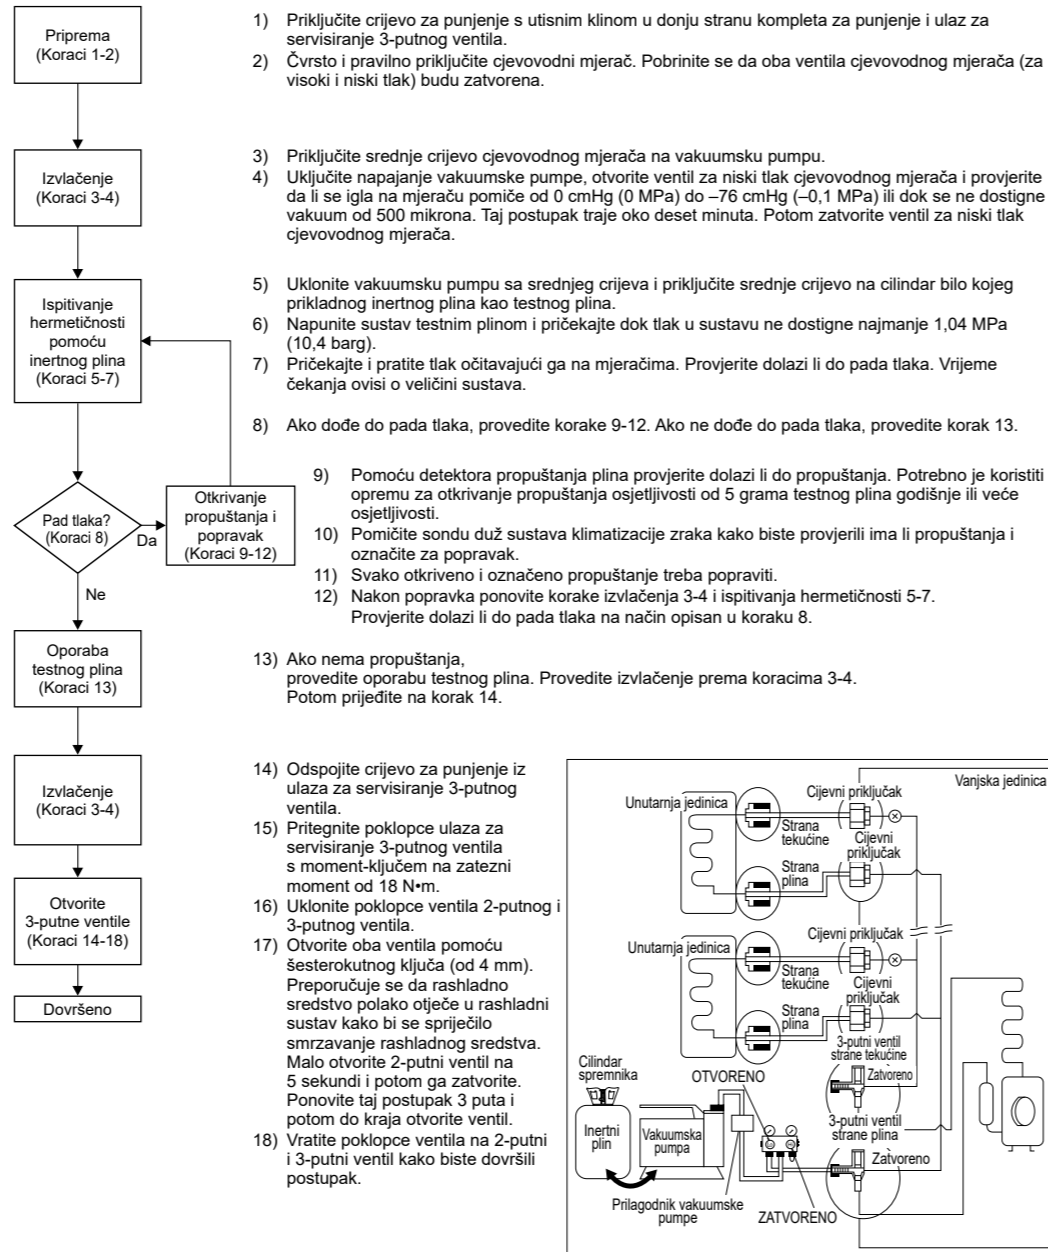 Priprema
(Koraci 1-2)
1) Priključite crijevo za punjenje s utisnim klinom u donju stranu kompleta za punjenje i ulaz za
servisiranje 3-putnog ventila.
2) Čvrsto i pravilno priključite cjevovodni mjerač. Pobrinite se da oba ventila cjevovodnog mjerača (za
visoki i niski tlak) budu zatvorena.
Izvlačenje
(Koraci 3-4)
3) Priključite srednje crijevo cjevovodnog mjerača na vakuumsku pumpu.
4) Uključite napajanje vakuumske pumpe, otvorite ventil za niski tlak cjevovodnog mjerača i provjerite
da li se igla na mjeraču pomiče od 0 cmHg (0 MPa) do –76 cmHg (–0,1 MPa) ili dok se ne dostigne
vakuum od 500 mikrona. Taj postupak traje oko deset minuta. Potom zatvorite ventil za niski tlak
cjevovodnog mjerača.
Ispitivanje
hermetičnosti
pomoću
inertnog plina
(Koraci 5-7)
5) Uklonite vakuumsku pumpu sa srednjeg crijeva i priključite srednje crijevo na cilindar bilo kojeg
prikladnog inertnog plina kao testnog plina.
6) Napunite sustav testnim plinom i pričekajte dok tlak u sustavu ne dostigne najmanje 1,04 MPa
(10,4 barg).
7) Pričekajte i pratite tlak očitavajući ga na mjeračima. Provjerite dolazi li do pada tlaka. Vrijeme
čekanja ovisi o veličini sustava.
8) Ako dođe do pada tlaka, provedite korake 9-12. Ako ne dođe do pada tlaka, provedite korak 13.
Pad tlaka?
(Koraci 8)
Da
Ne
Otkrivanje
propuštanja i
popravak
(Koraci 9-12)
9) Pomoću detektora propuštanja plina provjerite dolazi li do propuštanja. Potrebno je koristiti
opremu za otkrivanje propuštanja osjetljivosti od 5 grama testnog plina godišnje ili veće
osjetljivosti.
10) Pomičite sondu duž sustava klimatizacije zraka kako biste provjerili ima li propuštanja i
označite za popravak.
11) Svako otkriveno i označeno propuštanje treba popraviti.
12) Nakon popravka ponovite korake izvlačenja 3-4 i ispitivanja hermetičnosti 5-7.
Provjerite dolazi li do pada tlaka na način opisan u koraku 8.
Oporaba
testnog plina
(Koraci 13)
13) Ako nema propuštanja,
provedite oporabu testnog plina. Provedite izvlačenje prema koracima 3-4.
Potom prijeđite na korak 14.
Izvlačenje
(Koraci 3-4)
Otvorite
3-putne ventile
(Koraci 14-18)
Dovršeno
14) Odspojite crijevo za punjenje iz
ulaza za servisiranje 3-putnog
ventila.
15) Pritegnite poklopce ulaza za
servisiranje 3-putnog ventila
s moment-ključem na zatezni
moment od 18 N•m.
16) Uklonite poklopce ventila 2-putnog i
3-putnog ventila.
17) Otvorite oba ventila pomoću
šesterokutnog ključa (od 4 mm).
Preporučuje se da rashladno
sredstvo polako otječe u rashladni
sustav kako bi se spriječilo
smrzavanje rashladnog sredstva.
Malo otvorite 2-putni ventil na
5 sekundi i potom ga zatvorite.
Ponovite taj postupak 3 puta i
potom do kraja otvorite ventil.
18) Vratite poklopce ventila na 2-putni
i 3-putni ventil kako biste dovršili
postupak.
Vanjska jedinica
Unutarnja jedinica
Cijevni priključak
Strana
tekućine
Cijevni
priključak
Strana
plina
Unutarnja jedinica
Cijevni priključak
Strana
tekućine
Cijevni
priključak
Strana
plina
3-putni ventil
strane tekućine
Zatvoreno
3-putni ventil
strane plina
Zatvoreno
Cilindar
spremnika
OTVORENO
Inertni
plin
Vakuumska
pumpa
Prilagodnik vakuumske
pumpe
ZATVORENO